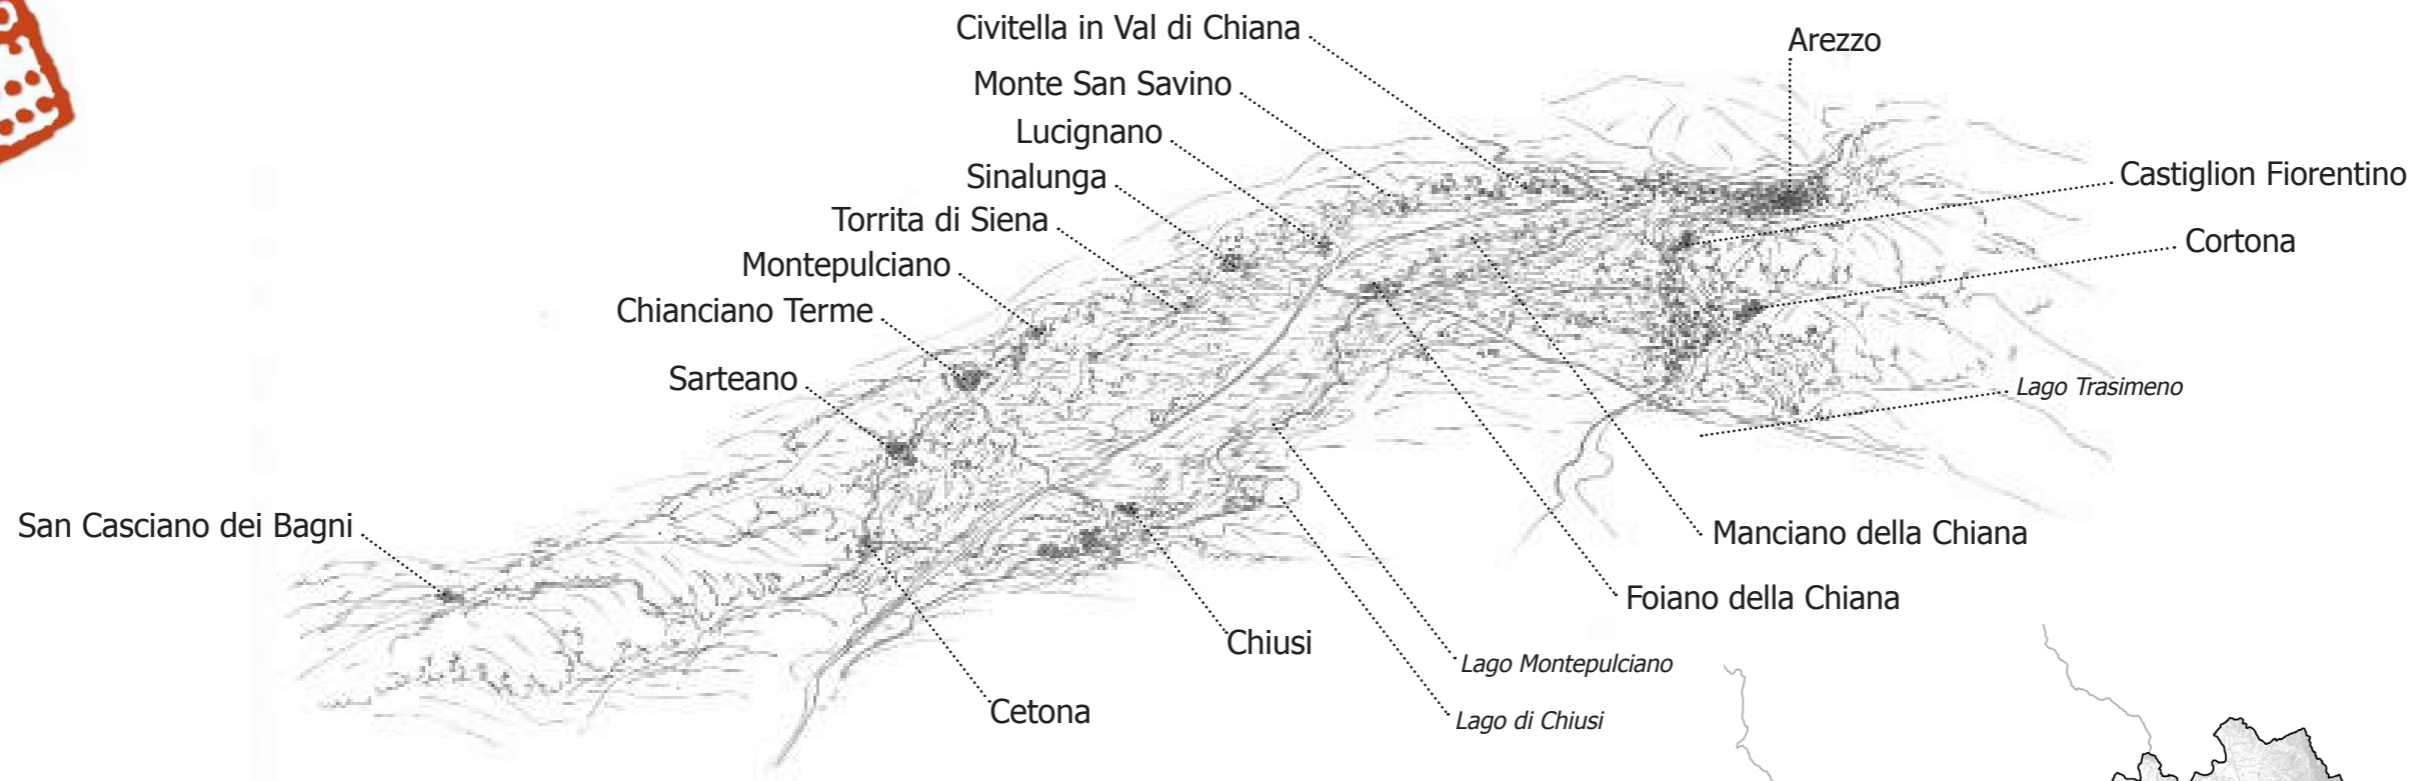 Civitella in Val di Chiana
Arezzo
Monte San Savino
Lucignano
Castiglion Fiorentino
Sinalunga
Torrita di Siena
Cortona
Montepulciano
Chianciano Terme
Sarteano
Lago Trasimeno
San Casciano dei Bagni
Manciano della Chiana
Foiano della Chiana
Chiusi
Lago Montepulciano
Cetona
Lago di Chiusi